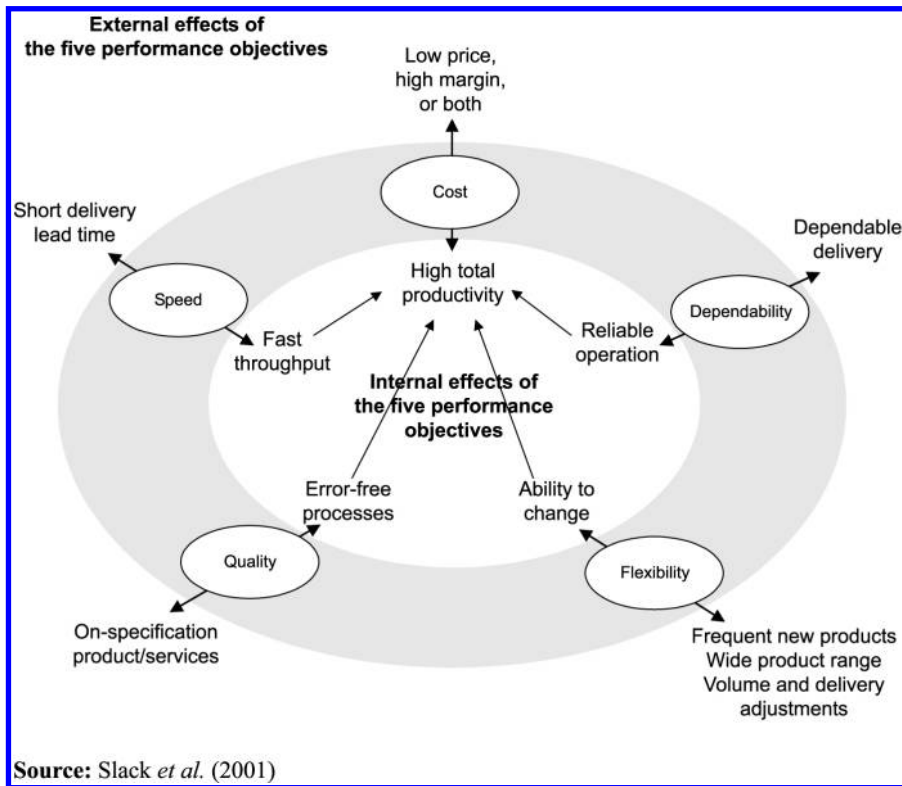 External effects of
the five performance objectives
Low price,
high margin,
or both
Cost
Short delivery
lead time
Speed
Fast
throughput
High total
productivity
Dependable
delivery
Dependability
Reliable
operation
Internal effects of
the five performance
objectives
Error-free
processes
Ability to
change
Quality
Flexibility
On-specification
product/services
Frequent new products
Wide product range
Volume and delivery
adjustments
Source: Slack et al. (2001)